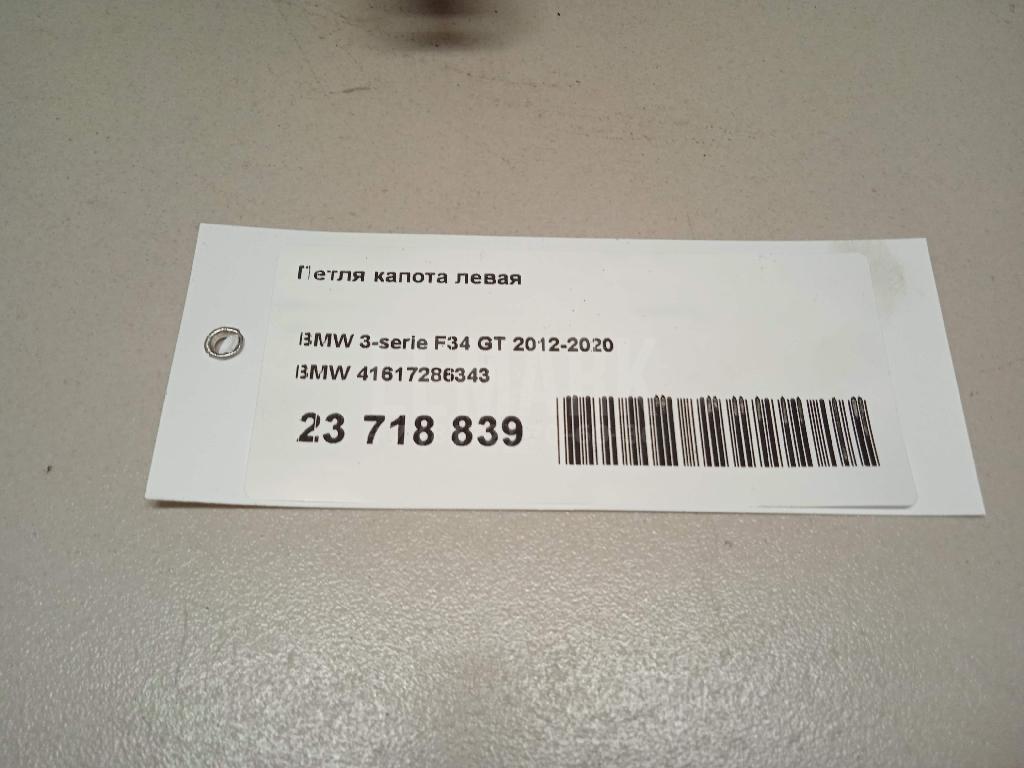 Петля капота левая
BMW 3-serie F34 GT 2012-2020
BMW 41617286343
23 718 839